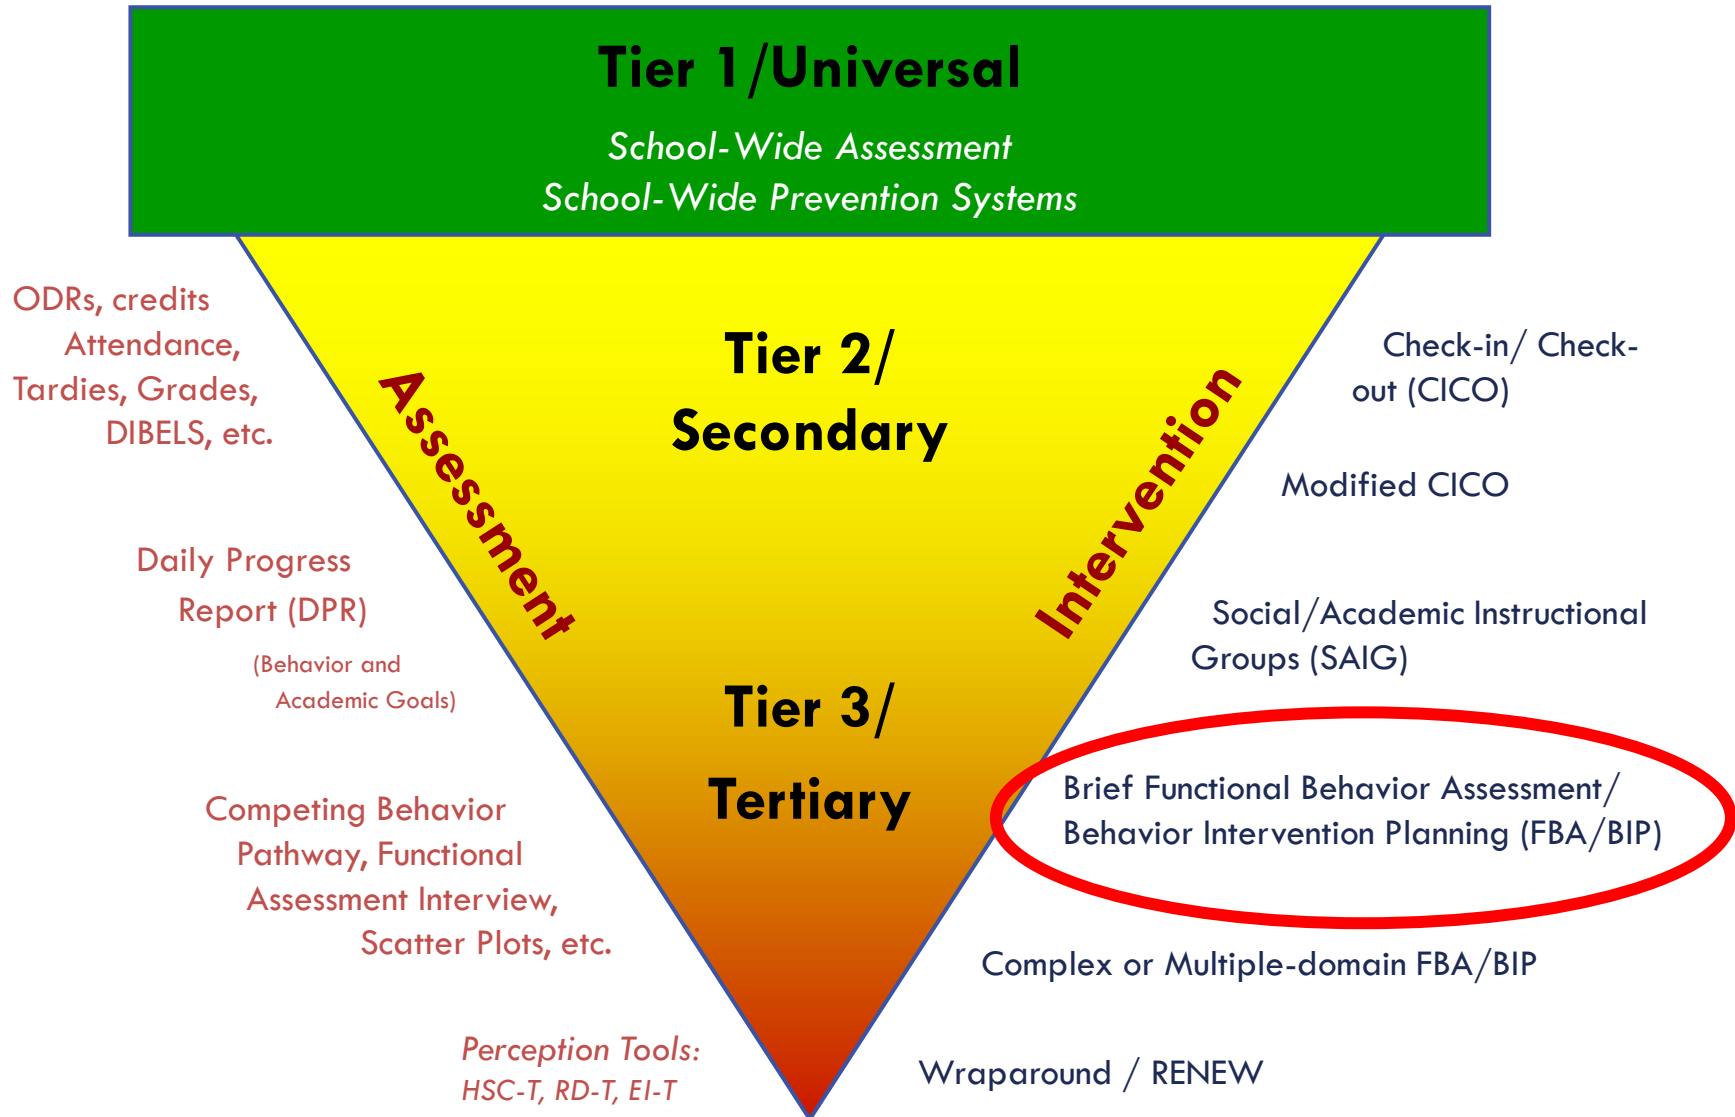 Tier 1/Universal
School-Wide Assessment
School-Wide Prevention Systems
ODRs, credits
Attendance,
Tardies, Grades,
DIBELS, etc.
Daily Progress
Report (DPR)
(Behavior and
Academic Goals)
Competing Behavior
Pathway, Functional
Assessment Interview,
Scatter Plots, etc.
Perception Tools:
HSC-T, RD-T, EI-T
Assessment
Tier 2/
Secondary
Tier 3/
Tertiary
Intervention
Check-in/ Check-
out (CICO)
Modified CICO
Social/Academic Instructional
Groups (SAIG)
Brief Functional Behavior Assessment/
Behavior Intervention Planning (FBA/BIP)
Complex or Multiple-domain FBA/BIP
Wraparound / RENEW